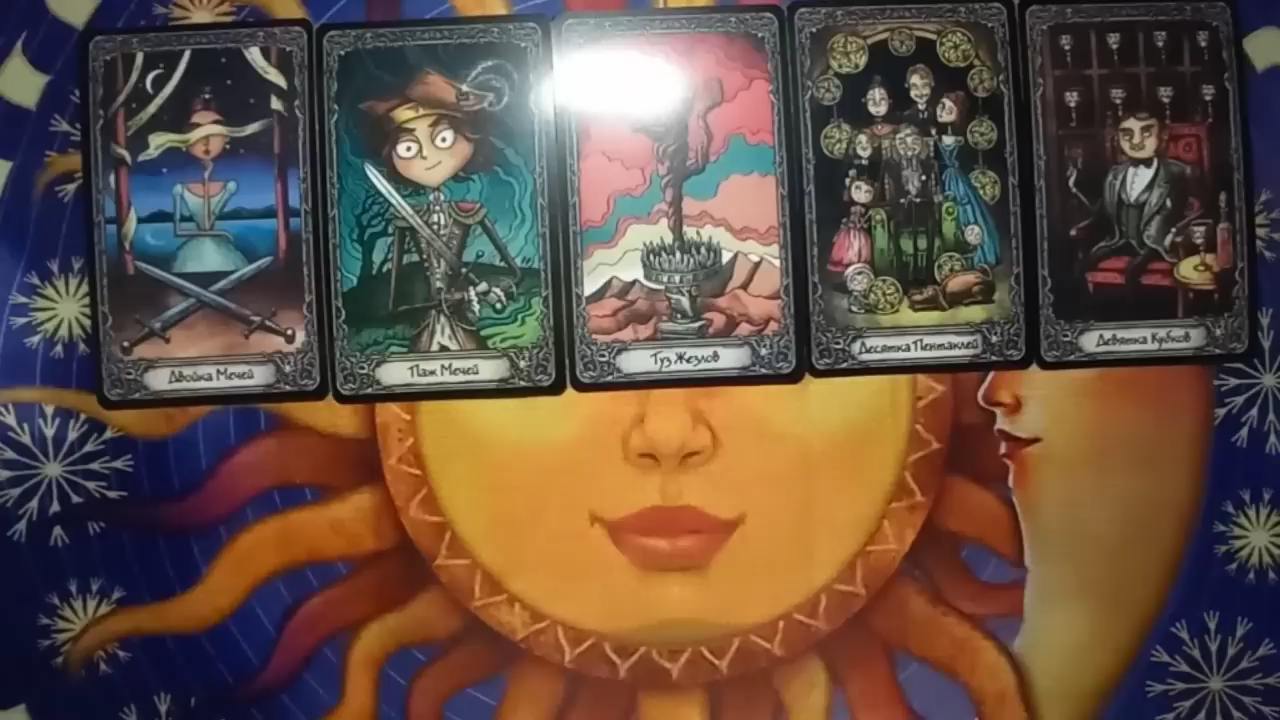 Двойка Мечей
Паж Мечей
Туз Жезлов
Десятка Пентаклей
Девятка Кубков